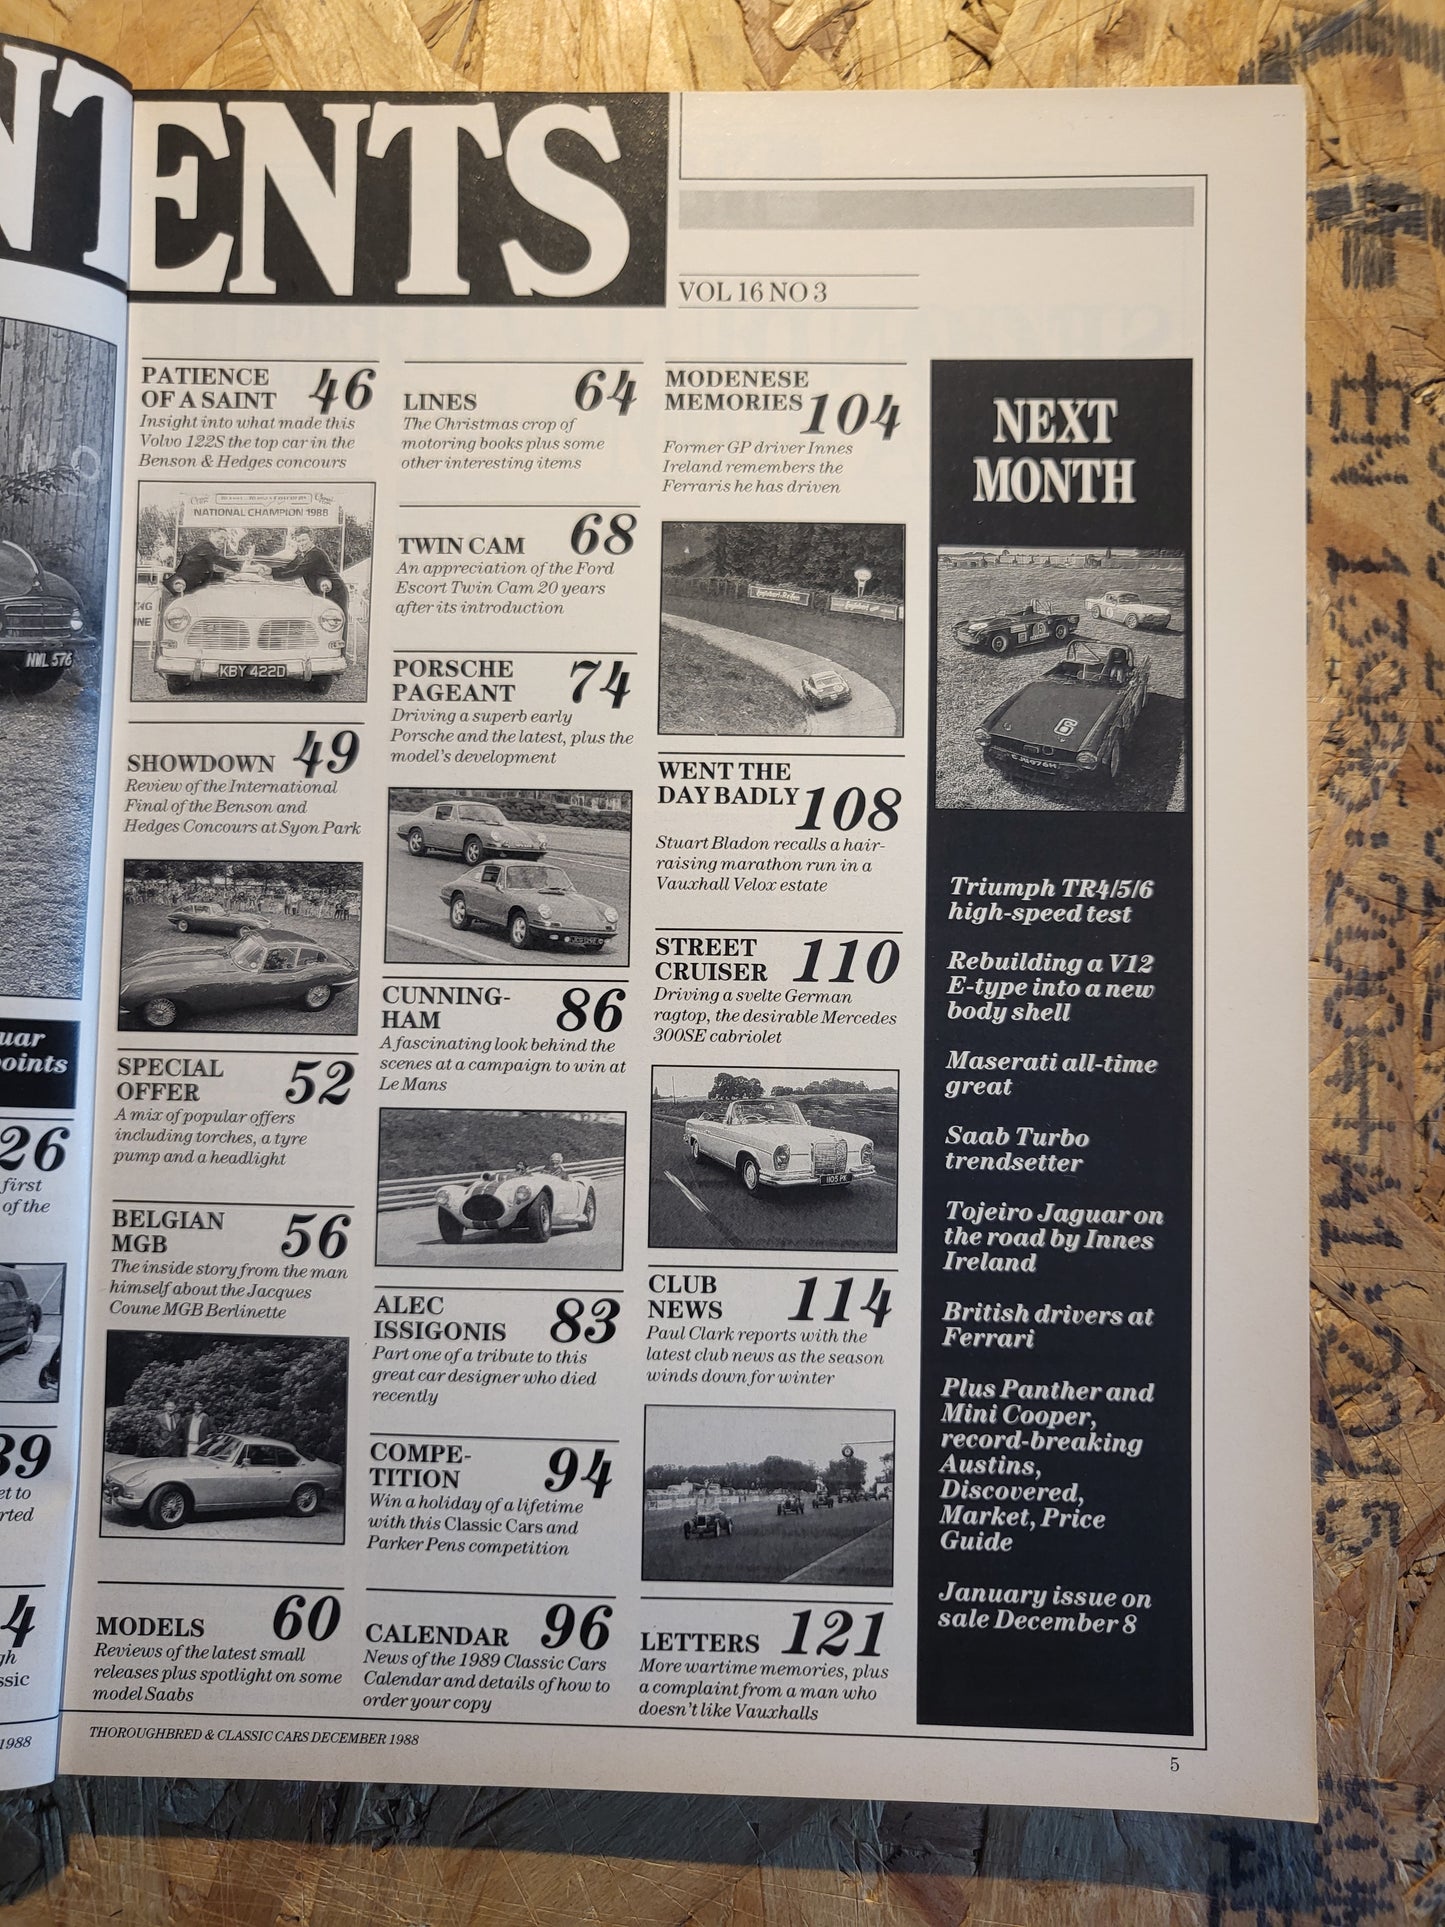 NTENTS
VOL 16 NO 3
NWL 576
uar
points
26
first
of the
39
et to
rted
4
gh
ssic
1988
PATIENCE
OF A SAINT 46
Insight into what made this
Volvo 122S the top car in the
Benson & Hedges concours
NATIONAL CHAMPION 1988
KBY 422D
SHOWDOWN 49
Review of the International
Final of the Benson and
Hedges Concours at Syon Park
SPECIAL
OFFER 52
A mix of popular offers
including torches, a tyre
pump and a headlight
BELGIAN
MGB 56
The inside story from the man
himself about the Jacques
Coune MGB Berlinette
MODELS 60
Reviews of the latest small
releases plus spotlight on some
model Saabs
LINES 64
The Christmas crop of
motoring books plus some
other interesting items
TWIN CAM 68
An appreciation of the Ford
Escort Twin Cam 20 years
after its introduction
PORSCHE
PAGEANT 74
Driving a superb early
Porsche and the latest, plus the
model's development
CUNNING-
HAM 86
A fascinating look behind the
scenes at a campaign to win at
Le Mans
ALEC
ISSIGONIS 83
Part one of a tribute to this
great car designer who died
recently
COMPE-
TITION 94
Win a holiday of a lifetime
with this Classic Cars and
Parker Pens competition
CALENDAR 96
News of the 1989 Classic Cars
Calendar and details of how to
order your copy
MODENESE
MEMORIES 104
Former GP driver Innes
Ireland remembers the
Ferraris he has driven
WENT THE
DAY BADLY 108
Stuart Bladon recalls a hair-
raising marathon run in a
Vauxhall Velox estate
STREET
CRUISER 110
Driving a svelte German
ragtop, the desirable Mercedes
300SE cabriolet
1105 PK
CLUB
NEWS 114
Paul Clark reports with the
latest club news as the season
winds down for winter
LETTERS 121
More wartime memories, plus
a complaint from a man who
doesn't like Vauxhalls
NEXT
MONTH
6
Triumph TR4/5/6
high-speed test
Rebuilding a V12
E-type into a new
body shell
Maserati all-time
great
Saab Turbo
trendsetter
Tojeiro Jaguar on
the road by Innes
Ireland
British drivers at
Ferrari
Plus Panther and
Mini Cooper,
record-breaking
Austins,
Discovered,
Market, Price
Guide
January issue on
sale December 8
THOROUGHBRED & CLASSIC CARS DECEMBER 1988
5